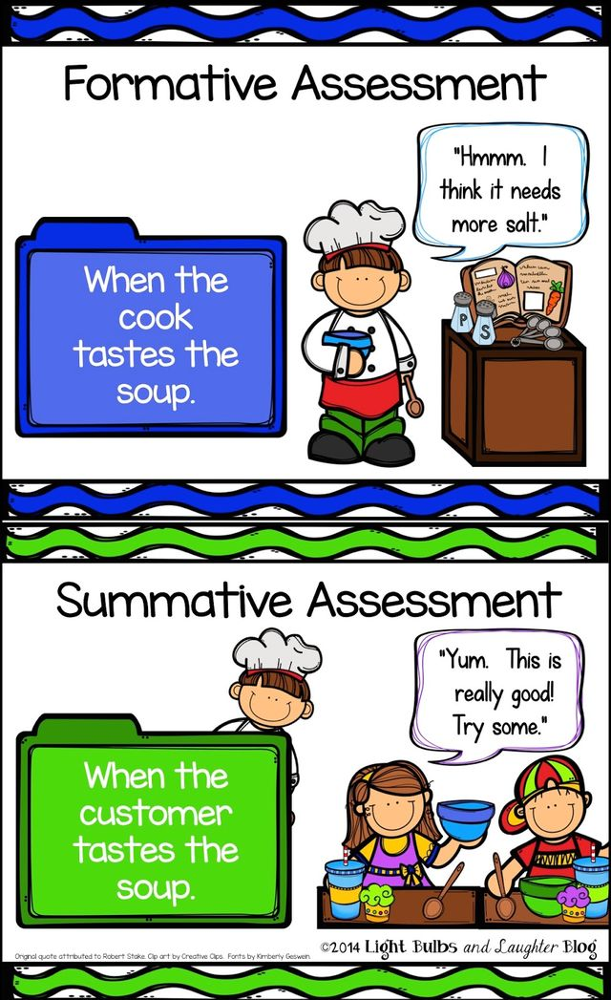 Formative Assessment
"Hmmm. I
think it needs
more salt."
When the
cook
tastes the
soup.
P
S
Summative Assessment
"Yum. This is
really good!
Try some."
When the
customer
tastes the
soup.
Original quote attributed to Robert Stake. Clip art by Creative Clips. Fonts by Kimberly Geswein.
©2014 Light Bulbs and Laughter Blog